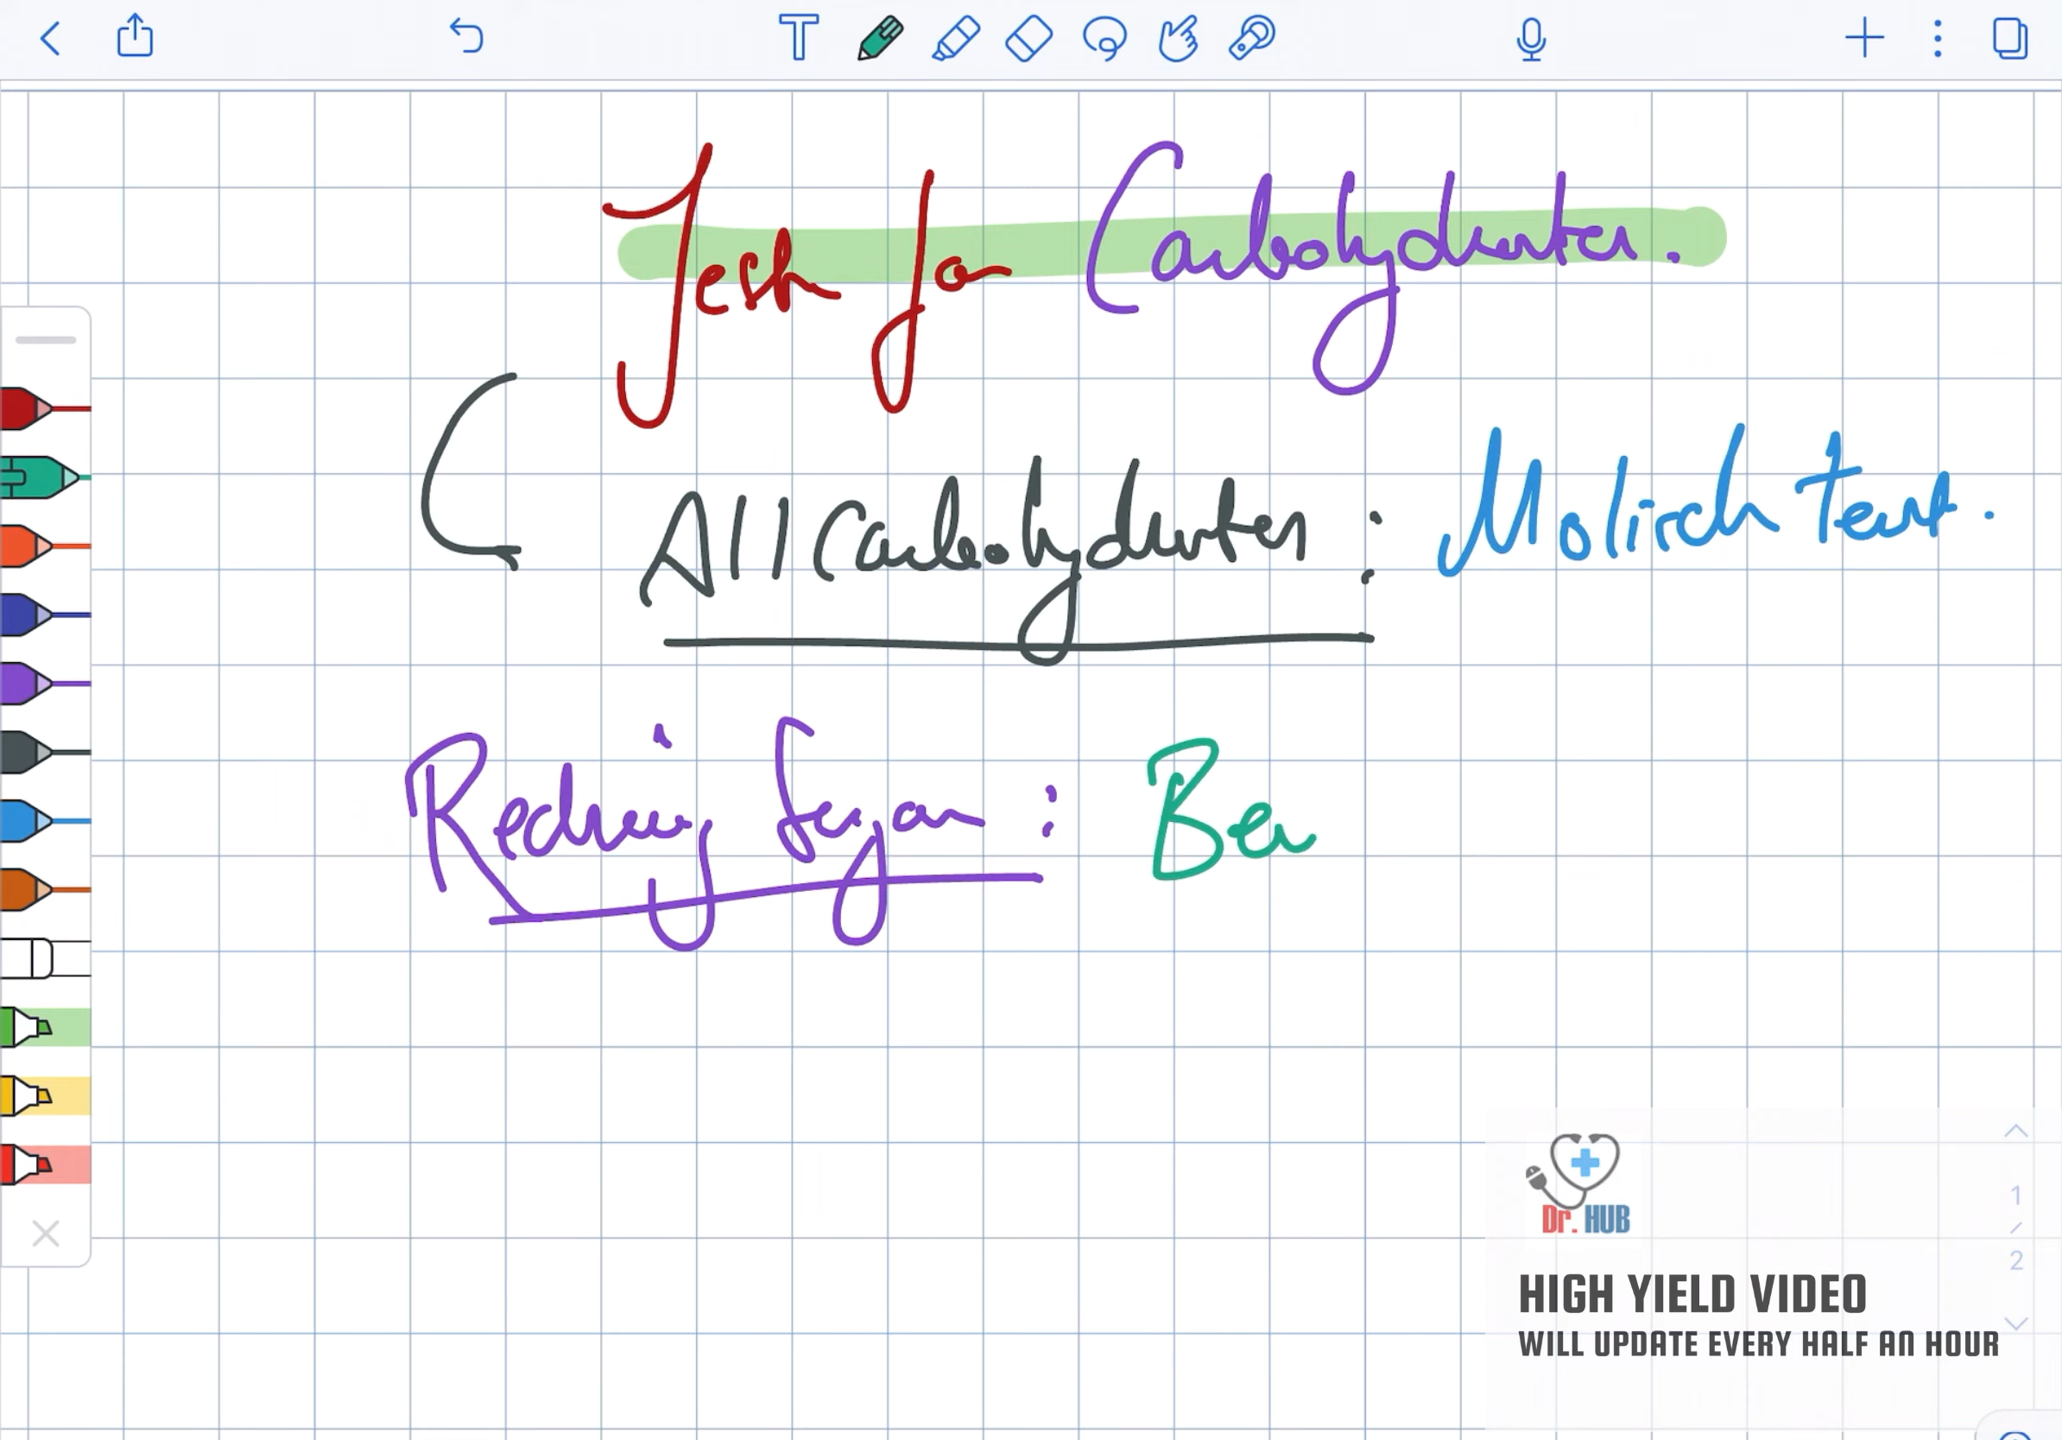 Test for Carbohydrates.
All Carbohydrates : Molisch Test.
Reducing Sugar : Ben
Dr. HUB
1
/
2
HIGH YIELD VIDEO
WILL UPDATE EVERY HALF AN HOUR